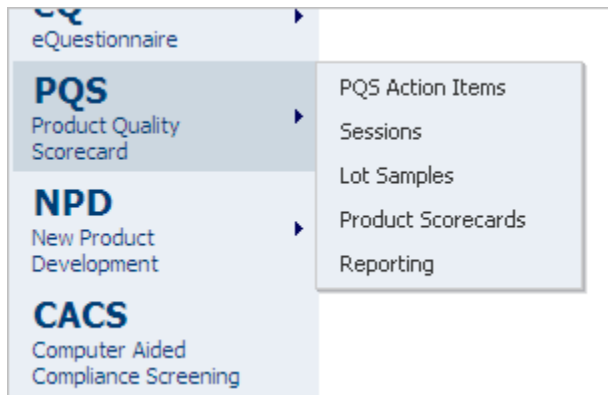 eQuestionnaire
PQS
Product Quality
Scorecard
PQS Action Items
Sessions
Lot Samples
Product Scorecards
Reporting
NPD
New Product
Development
CACS
Computer Aided
Compliance Screening